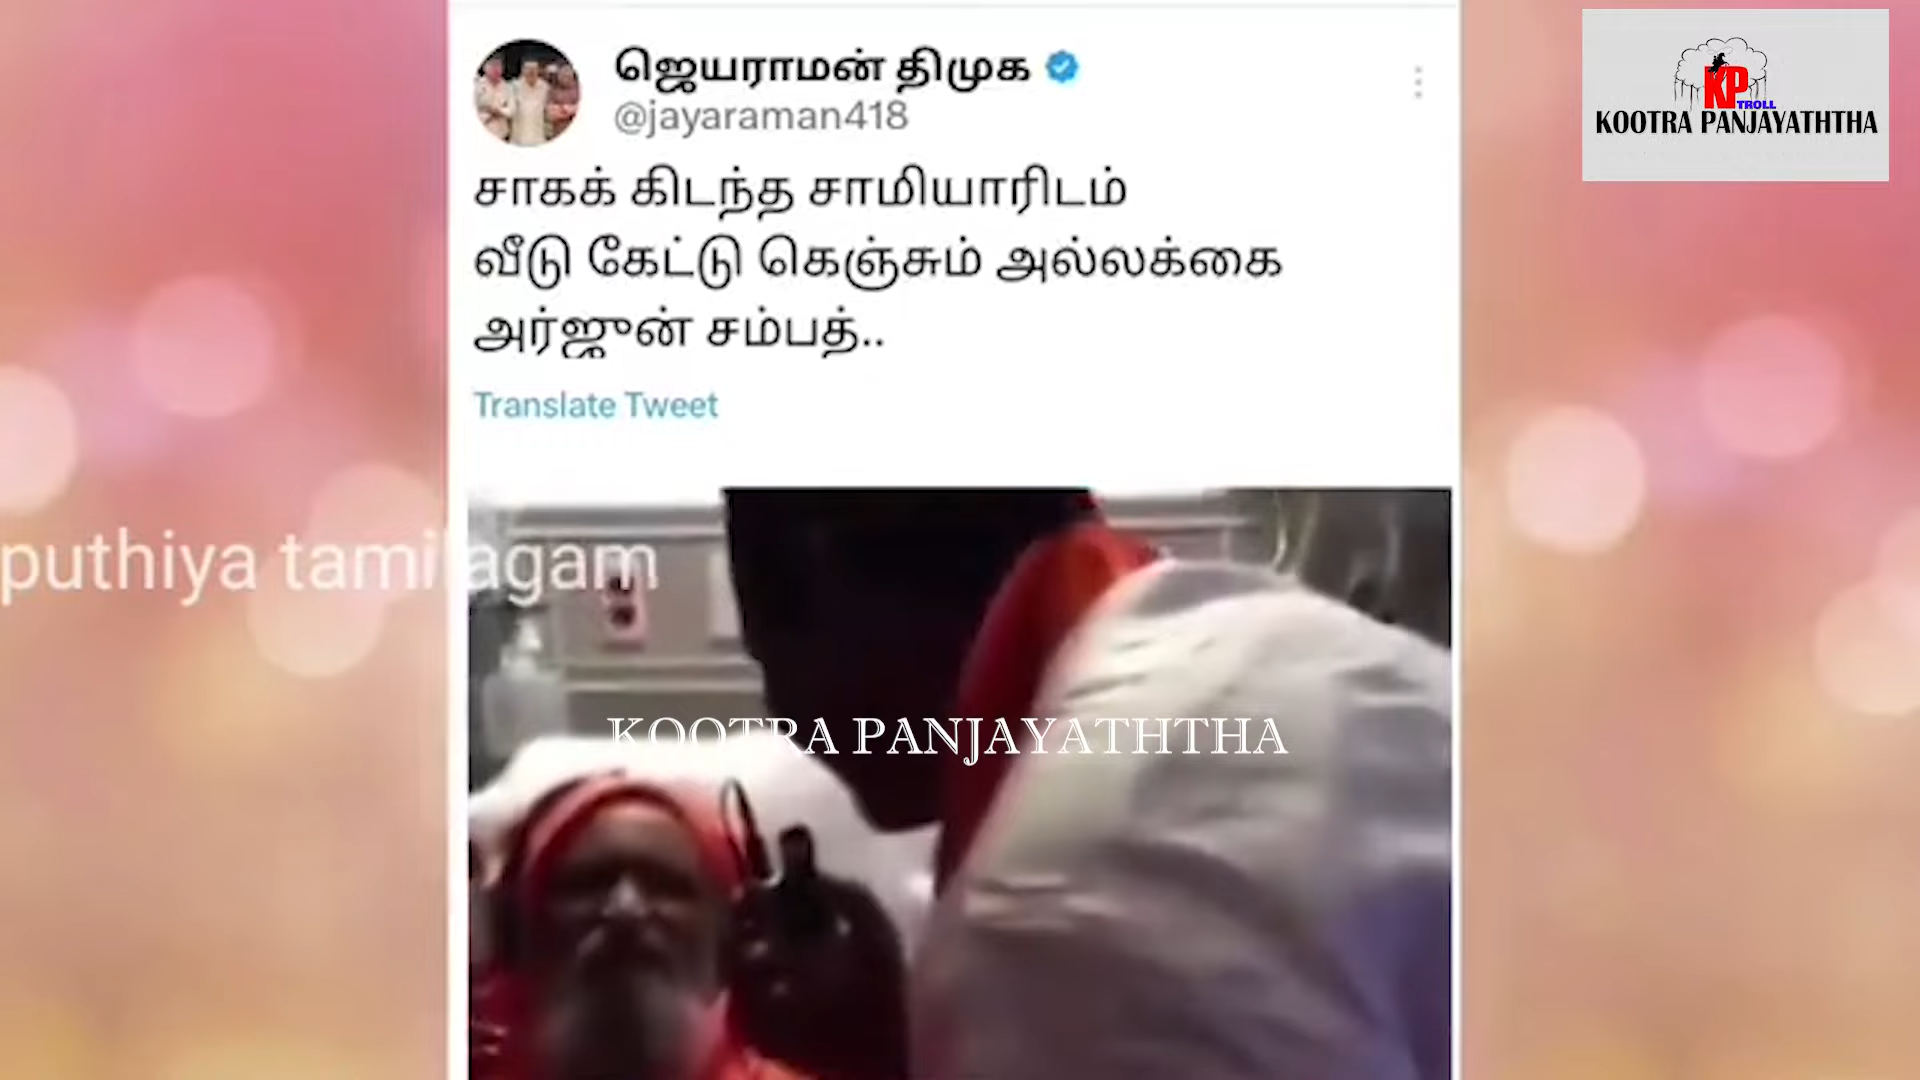 ஜெயராமன் திமுக
@jayaraman418
சாகக் கிடந்த சாமியாரிடம்
வீடு கேட்டு கெஞ்சும் அல்லக்கை
அர்ஜுன் சம்பத்..
Translate Tweet
KP
TROLL
KOOTRA PANJAYATHTHA
puthiya tamilagam
KOOTRA PANJAYATHTHA